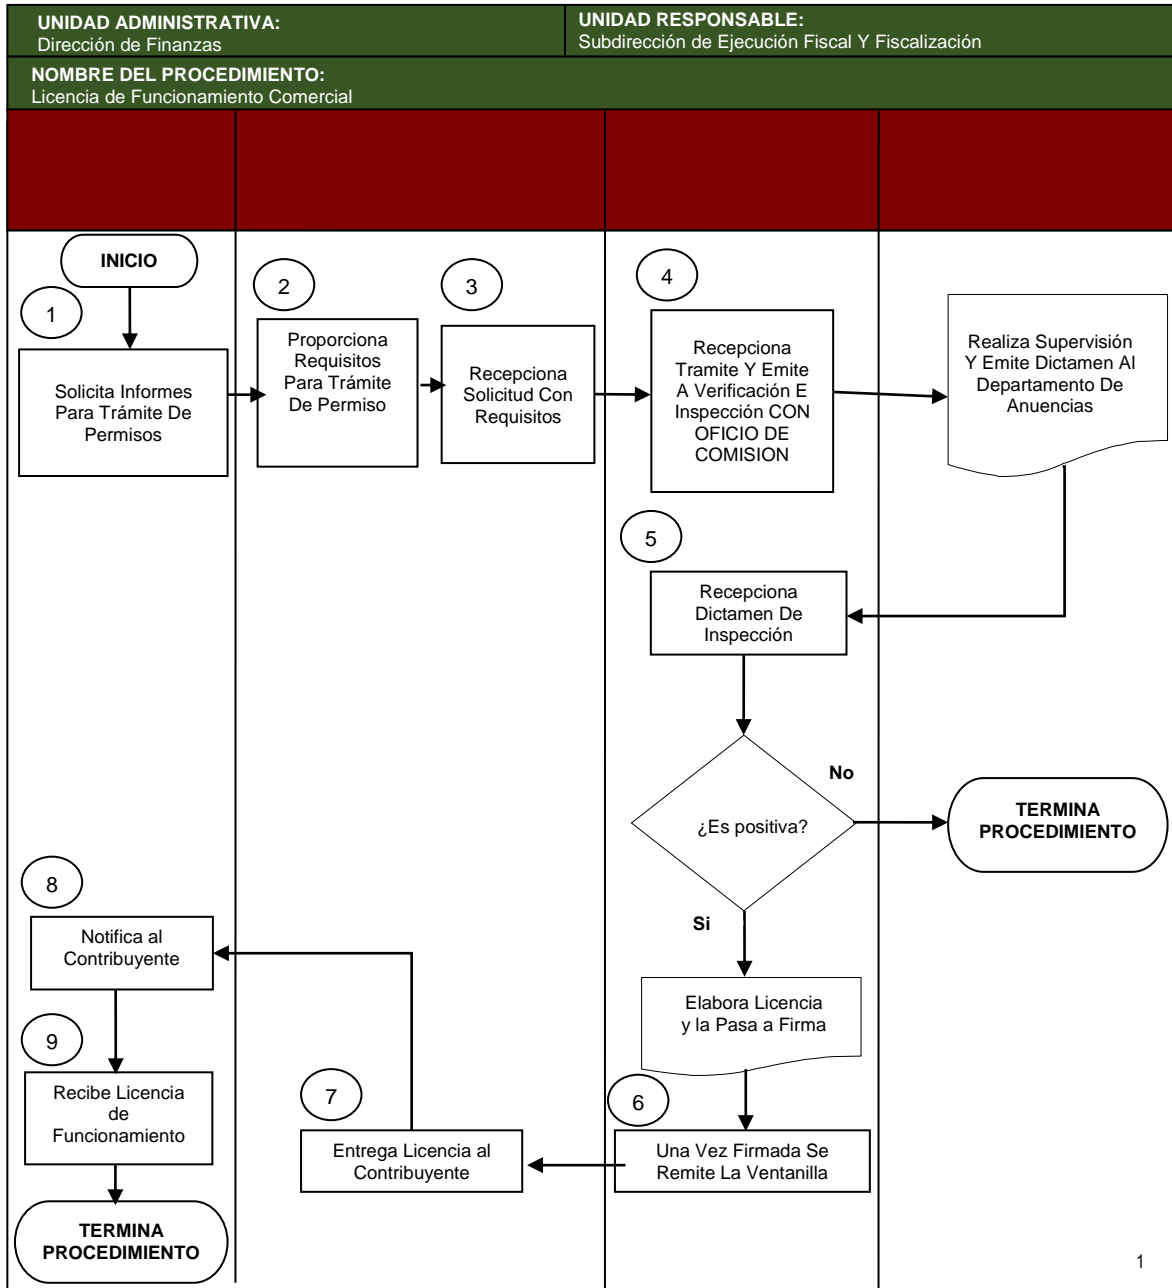 UNIDAD ADMINISTRATIVA:
Dirección de Finanzas
UNIDAD RESPONSABLE:
Subdirección de Ejecución Fiscal Y Fiscalización
NOMBRE DEL PROCEDIMIENTO:
Licencia de Funcionamiento Comercial
INICIO
1
Solicita Informes
Para Trámite De
Permisos
2
Proporciona
Requisitos
Para Trámite
De Permiso
3
Recepciona
Solicitud Con
Requisitos
4
Recepciona
Tramite Y Emite
A Verificación E
Inspección CON
OFICIO DE
COMISION
Realiza Supervisión
Y Emite Dictamen Al
Departamento De
Anuencias
5
Recepciona
Dictamen De
Inspección
¿Es positiva?
No
TERMINA
PROCEDIMIENTO
Si
Elabora Licencia
y la Pasa a Firma
6
Una Vez Firmada Se
Remite La Ventanilla
7
Entrega Licencia al
Contribuyente
8
Notifica al
Contribuyente
9
Recibe Licencia
de
Funcionamiento
TERMINA
PROCEDIMIENTO
1